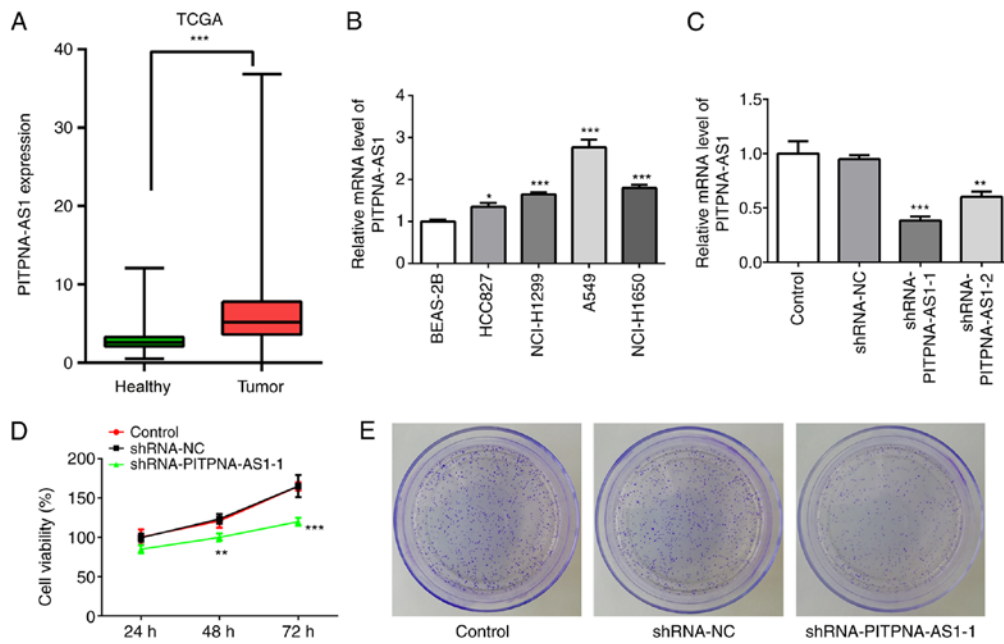 A
TCGA
***
PITPNA-AS1 expression
40
30
20
10
0
Healthy
Tumor
B
Relative mRNA level of
PITPNA-AS1
4
3
2
1
0
*
***
***
***
BEAS-2B
HCC827
NCI-H1299
A549
NCI-H1650
C
Relative mRNA level of
PITPNA-AS1
1.5
1.0
0.5
0
***
**
Control
shRNA-NC
shRNA-
PITPNA-AS1-1
shRNA-
PITPNA-AS1-2
D
Control
shRNA-NC
shRNA-PITPNA-AS1-1
Cell viability (%)
200
150
100
50
0
**
***
24 h
48 h
72 h
E
Control
shRNA-NC
shRNA-PITPNA-AS1-1